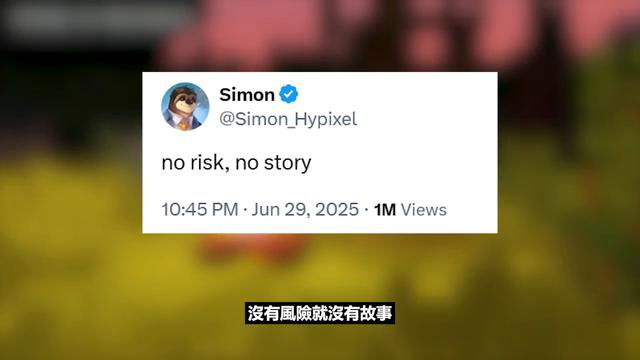 Simon
@Simon_Hypixel
no risk, no story
10:45 PM · Jun 29, 2025 · 1M Views
沒有風險就沒有故事